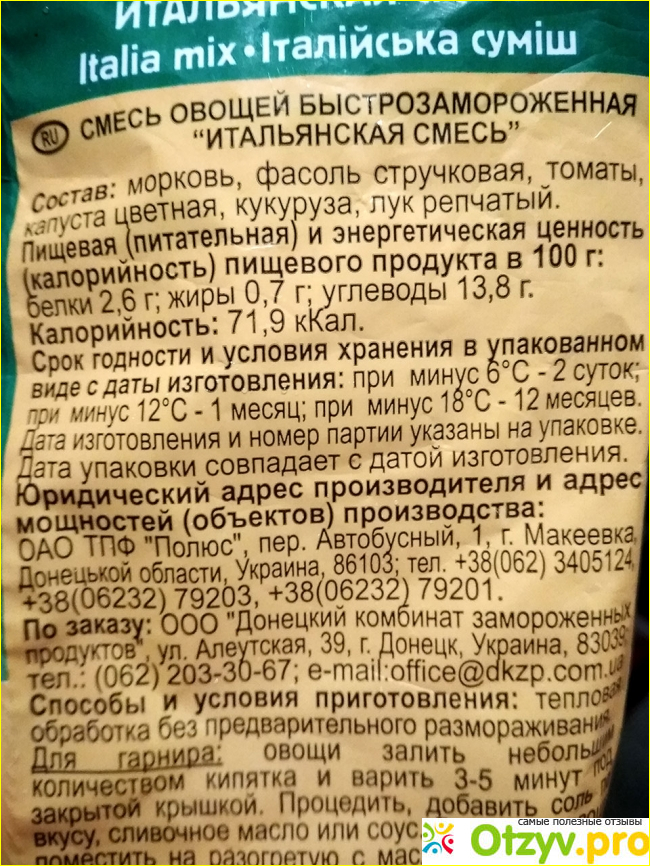 Italia mix•Італійська суміш
RU СМЕСЬ ОВОЩЕЙ БЫСТРОЗАМОРОЖЕННАЯ
"ИТАЛЬЯНСКАЯ СМЕСЬ"
Состав: морковь, фасоль стручковая, томаты,
капуста цветная, кукуруза, лук репчатый.
Пищевая (питательная) и энергетическая ценность
(калорийность) пищевого продукта в 100 г:
белки 2,6 г; жиры 0,7 г; углеводы 13,8 г.
Калорийность: 71,9 кКал.
Срок годности и условия хранения в упакованном
виде с даты изготовления: при минус 6°С - 2 суток;
при минус 12°С - 1 месяц; при минус 18°С - 12 месяцев.
Дата изготовления и номер партии указаны на упаковке.
Дата упаковки совпадает с датой изготовления.
Юридический адрес производителя и адрес
мощностей (объектов) производства:
ОАО ТПФ "Полюс", пер. Автобусный, 1, г. Макеевка,
Донецькой области, Украина, 86103; тел. +38(062) 3405124,
+38(06232) 79203, +38(06232) 79201.
По заказу: ООО "Донецкий комбинат замороженных
продуктов", ул. Алеутская, 39, г. Донецк, Украина, 83039
тел.: (062) 203-30-67; e-mail:office@dkzp.com.ua
Способы и условия приготовления: тепловая
обработка без предварительного размораживания.
Для гарнира: овощи залить небольшим
количеством кипятка и варить 3-5 минут под
закрытой крышкой. Процедить, добавить соль
вкусу, сливочное масло или соус.
поместить на разогретую с
самые полезные отзывы
Otzyv.pro